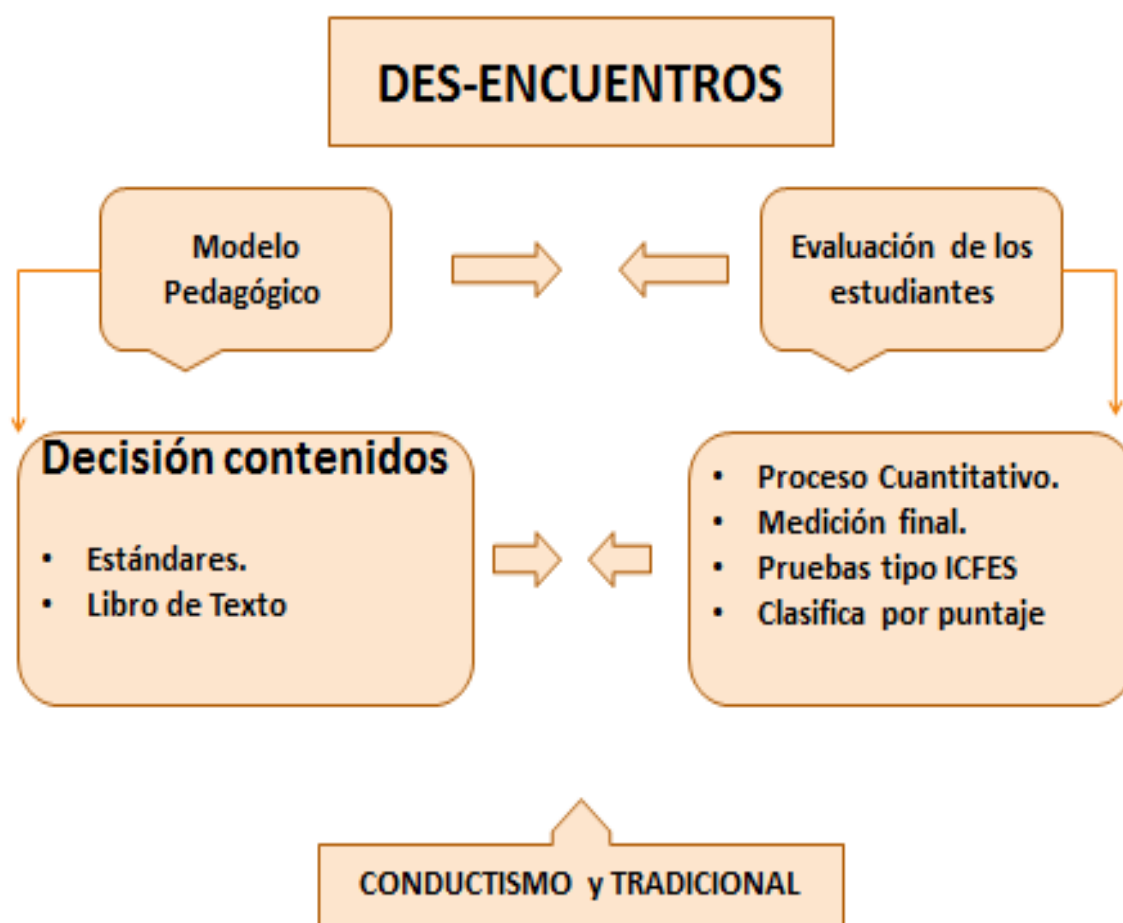 DES-ENCUENTROS
Modelo
Pedagógico
Evaluación de los
estudiantes
Decisión contenidos
• Estándares.
• Libro de Texto
• Proceso Cuantitativo.
• Medición final.
• Pruebas tipo ICFES
• Clasifica por puntaje
CONDUCTISMO y TRADICIONAL